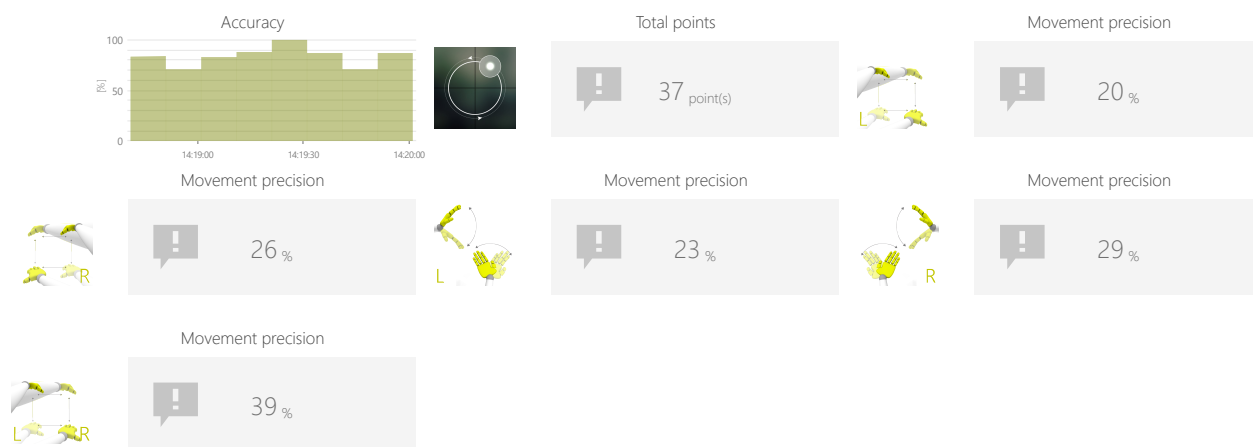 Accuracy
100
[%]
50
0
14:19:00 14:19:30 14:20:00
Total points
37 point(s)
Movement precision
L
20 %
Movement precision
R
26 %
Movement precision
L
23 %
Movement precision
R
29 %
Movement precision
L R
39 %